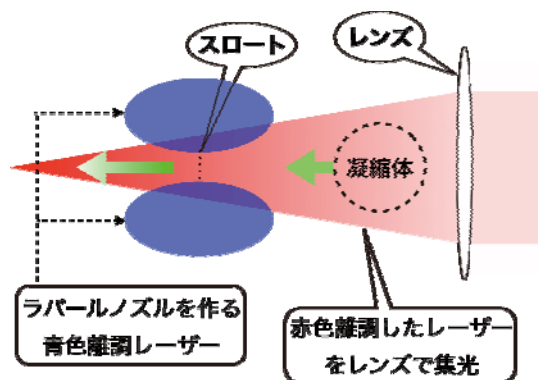 スロート
レンズ
凝縮体
ラバールノズルを作る
青色離調レーザー
赤色離調したレーザー
をレンズで集光